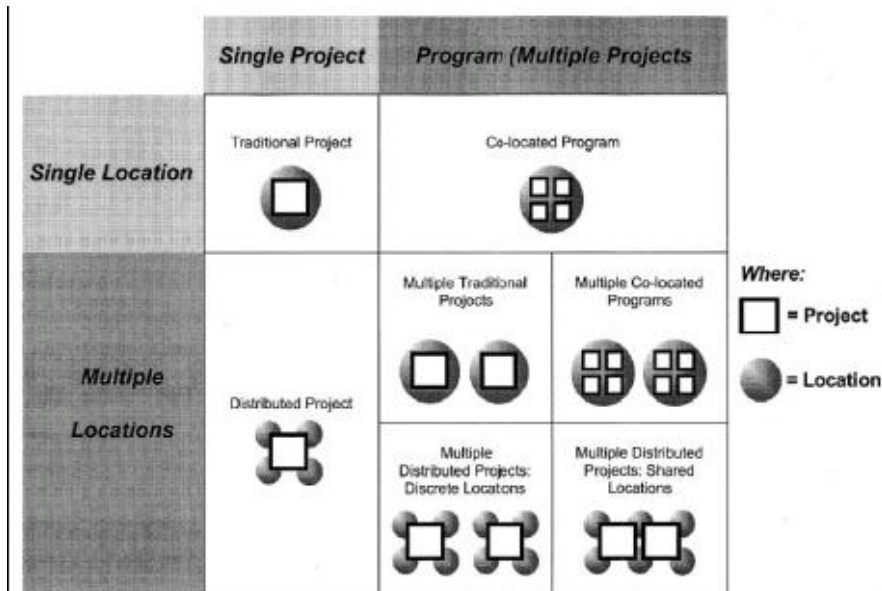 Single Project
Program (Multiple Projects
Single Location
Traditional Project
Co-located Program
Multiple
Locations
Distributed Project
Multiple Traditional
Projects
Multiple Co-located
Programs
Multiple
Distributed Projects:
Discrete Locations
Multiple Distributed
Projects: Shared
Locations
Where:
= Project
= Location